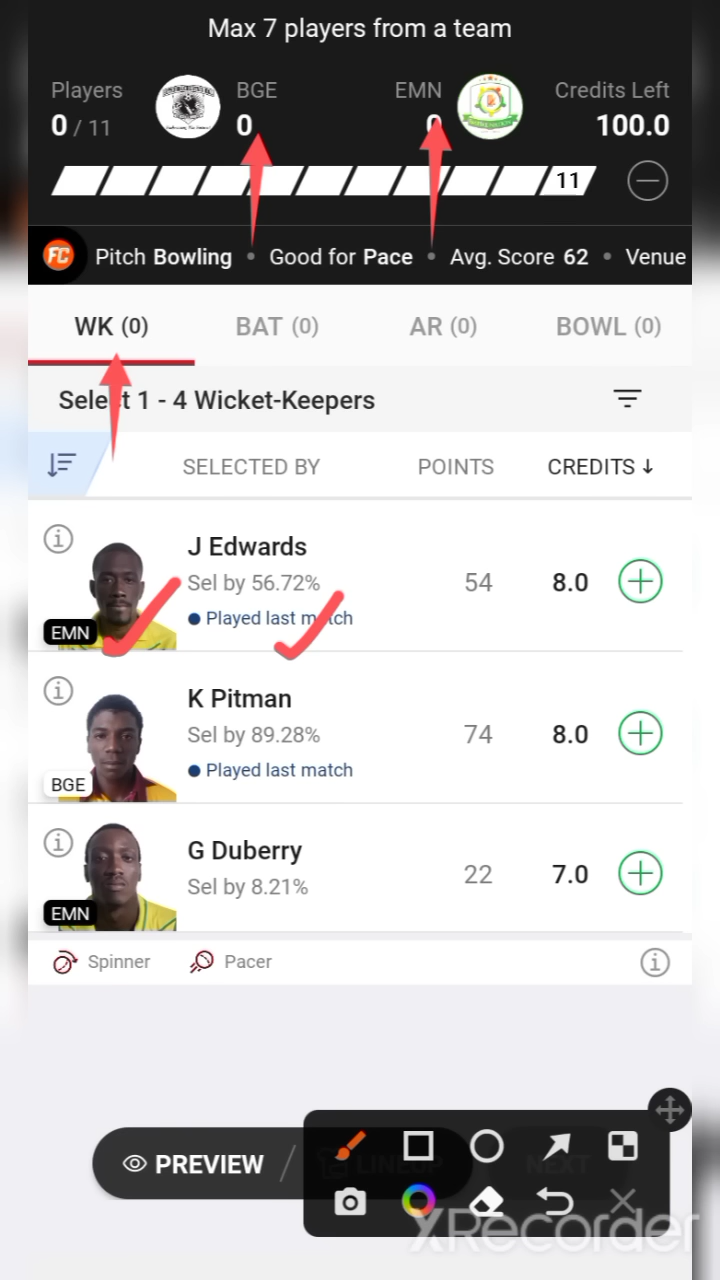 Max 7 players from a team
Players BGE EMN Credits Left
0 / 11 0 0 100.0
11
FC Pitch Bowling • Good for Pace • Avg. Score 62 • Venue
WK (0) BAT (0) AR (0) BOWL (0)
Select 1 - 4 Wicket-Keepers
SELECTED BY POINTS CREDITS ↓
J Edwards
Sel by 56.72% 54 8.0
Played last match
EMN
K Pitman
Sel by 89.28% 74 8.0
Played last match
BGE
G Duberry
Sel by 8.21% 22 7.0
EMN
Spinner Pacer
PREVIEW / LINEUP NEXT
XRecorder